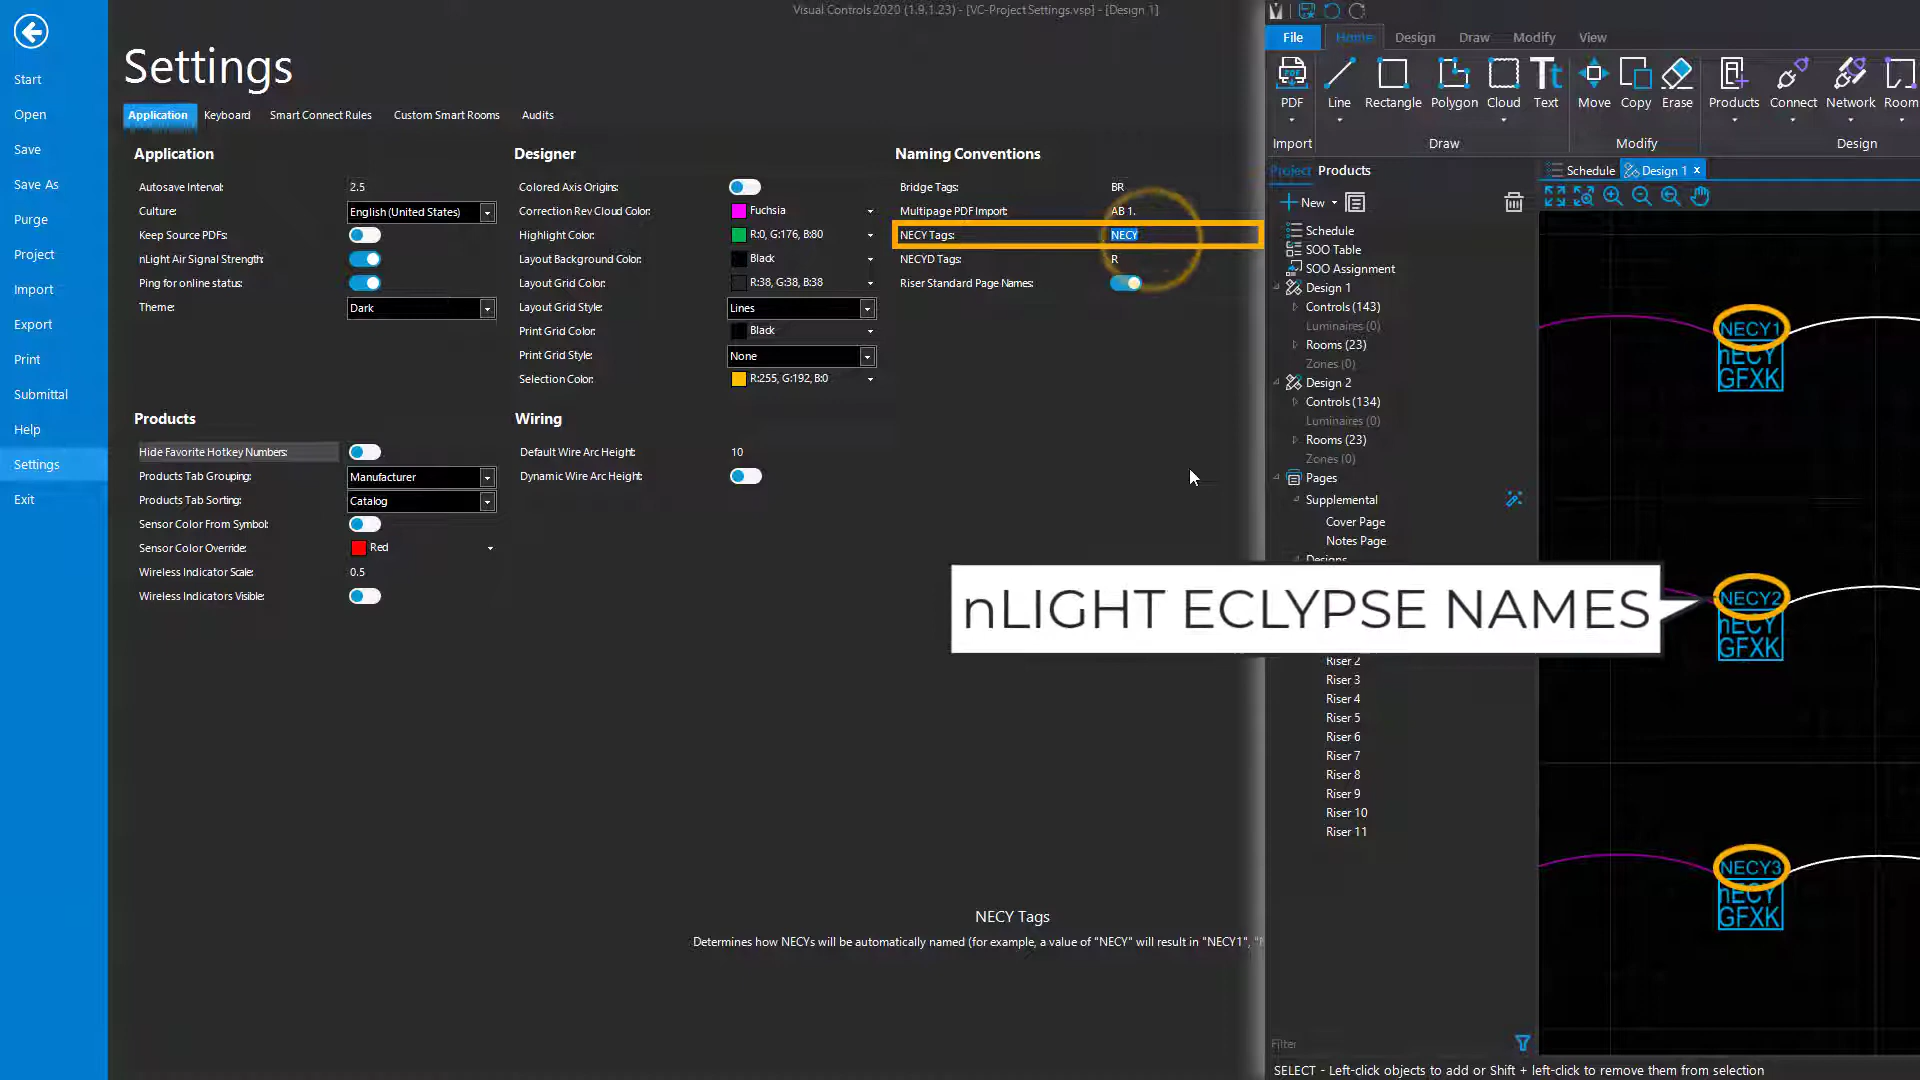 Visual Controls 2020 (1.9.1.23) - [VC-Project Settings.vsp] - [Design 1]
Start
Open
Save
Save As
Purge
Project
Import
Export
Print
Submittal
Help
Settings
Exit
Settings
Application Keyboard Smart Connect Rules Custom Smart Rooms Audits
Application
Autosave Interval: 2.5
Culture: English (United States)
Keep Source PDFs:
nLight Air Signal Strength:
Ping for online status:
Theme: Dark
Products
Hide Favorite Hotkey Numbers:
Products Tab Grouping: Manufacturer
Products Tab Sorting: Catalog
Sensor Color From Symbol:
Sensor Color Override: Red
Wireless Indicator Scale: 0.5
Wireless Indicators Visible:
Designer
Colored Axis Origins:
Correction Rev Cloud Color: Fuchsia
Highlight Color: R:0, G:176, B:80
Layout Background Color: Black
Layout Grid Color: R:38, G:38, B:38
Layout Grid Style: Lines
Print Grid Color: Black
Print Grid Style: None
Selection Color: R:255, G:192, B:0
Wiring
Default Wire Arc Height: 10
Dynamic Wire Arc Height:
Naming Conventions
Bridge Tags: BR
Multipage PDF Import: AB 1.
NECY Tags: NECY
NECYD Tags: R
Riser Standard Page Names:
NECY Tags
Determines how NECYs will be automatically named (for example, a value of "NECY" will result in "NECY1",
File Home Design Draw Modify View
PDF Line Rectangle Polygon Cloud Text Move Copy Erase Products Connect Network Room
Import Draw Modify Design
Project Products
Schedule Design 1 x
New
Schedule
SOO Table
SOO Assignment
Design 1
Controls (143)
Luminaires (0)
Rooms (23)
Zones (0)
Design 2
Controls (134)
Luminaires (0)
Rooms (23)
Zones (0)
Pages
Supplemental
Cover Page
Notes Page
Designs
Riser 2
Riser 3
Riser 4
Riser 5
Riser 6
Riser 7
Riser 8
Riser 9
Riser 10
Riser 11
Filter
nLIGHT ECLYPSE NAMES
NECY1
nECY
GFXK
NECY2
nECY
GFXK
NECY3
nECY
GFXK
SELECT - Left-click objects to add or Shift + left-click to remove them from selection